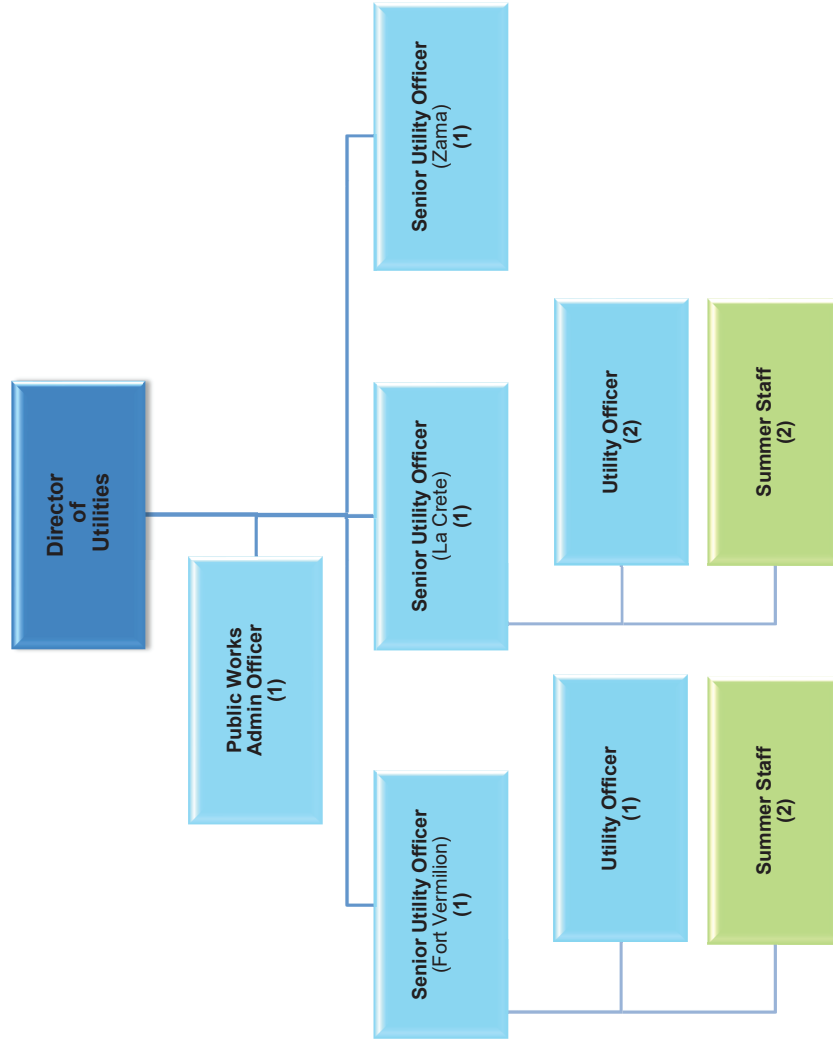 Director
of
Utilities
Public Works
Admin Officer
(1)
Senior Utility Officer
(Fort Vermilion)
(1)
Senior Utility Officer
(La Crete)
(1)
Senior Utility Officer
(Zama)
(1)
Utility Officer
(1)
Utility Officer
(2)
Summer Staff
(2)
Summer Staff
(2)